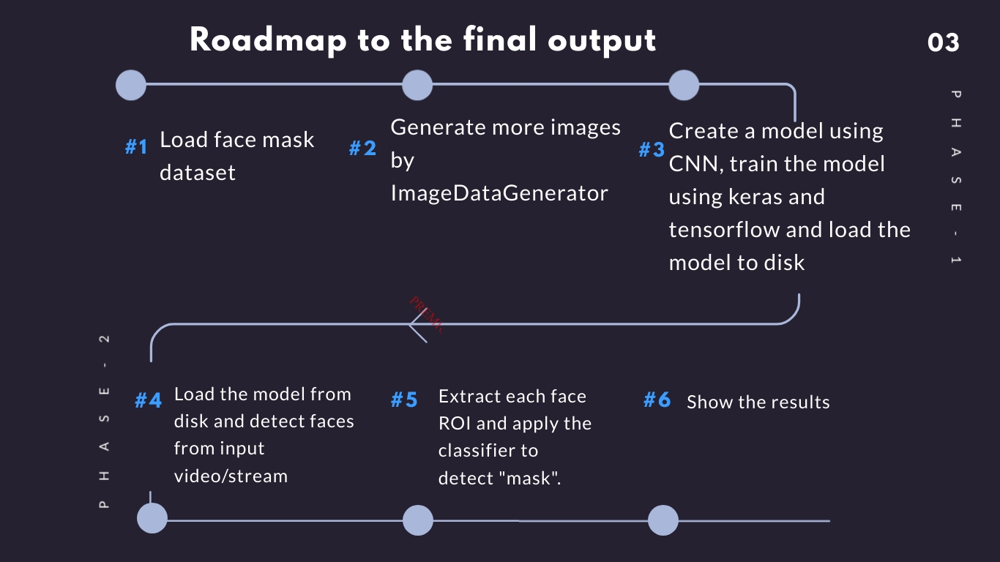 Roadmap to the final output
03
PHASE-1
#1
Load face mask
dataset
#2
Generate more images
by
ImageDataGenerator
#3
Create a model using
CNN, train the model
using keras and
tensorflow and load the
model to disk
PHASE-2
#4
Load the model from
disk and detect faces
from input
video/stream
#5
Extract each face
ROI and apply the
classifier to
detect "mask".
#6
Show the results